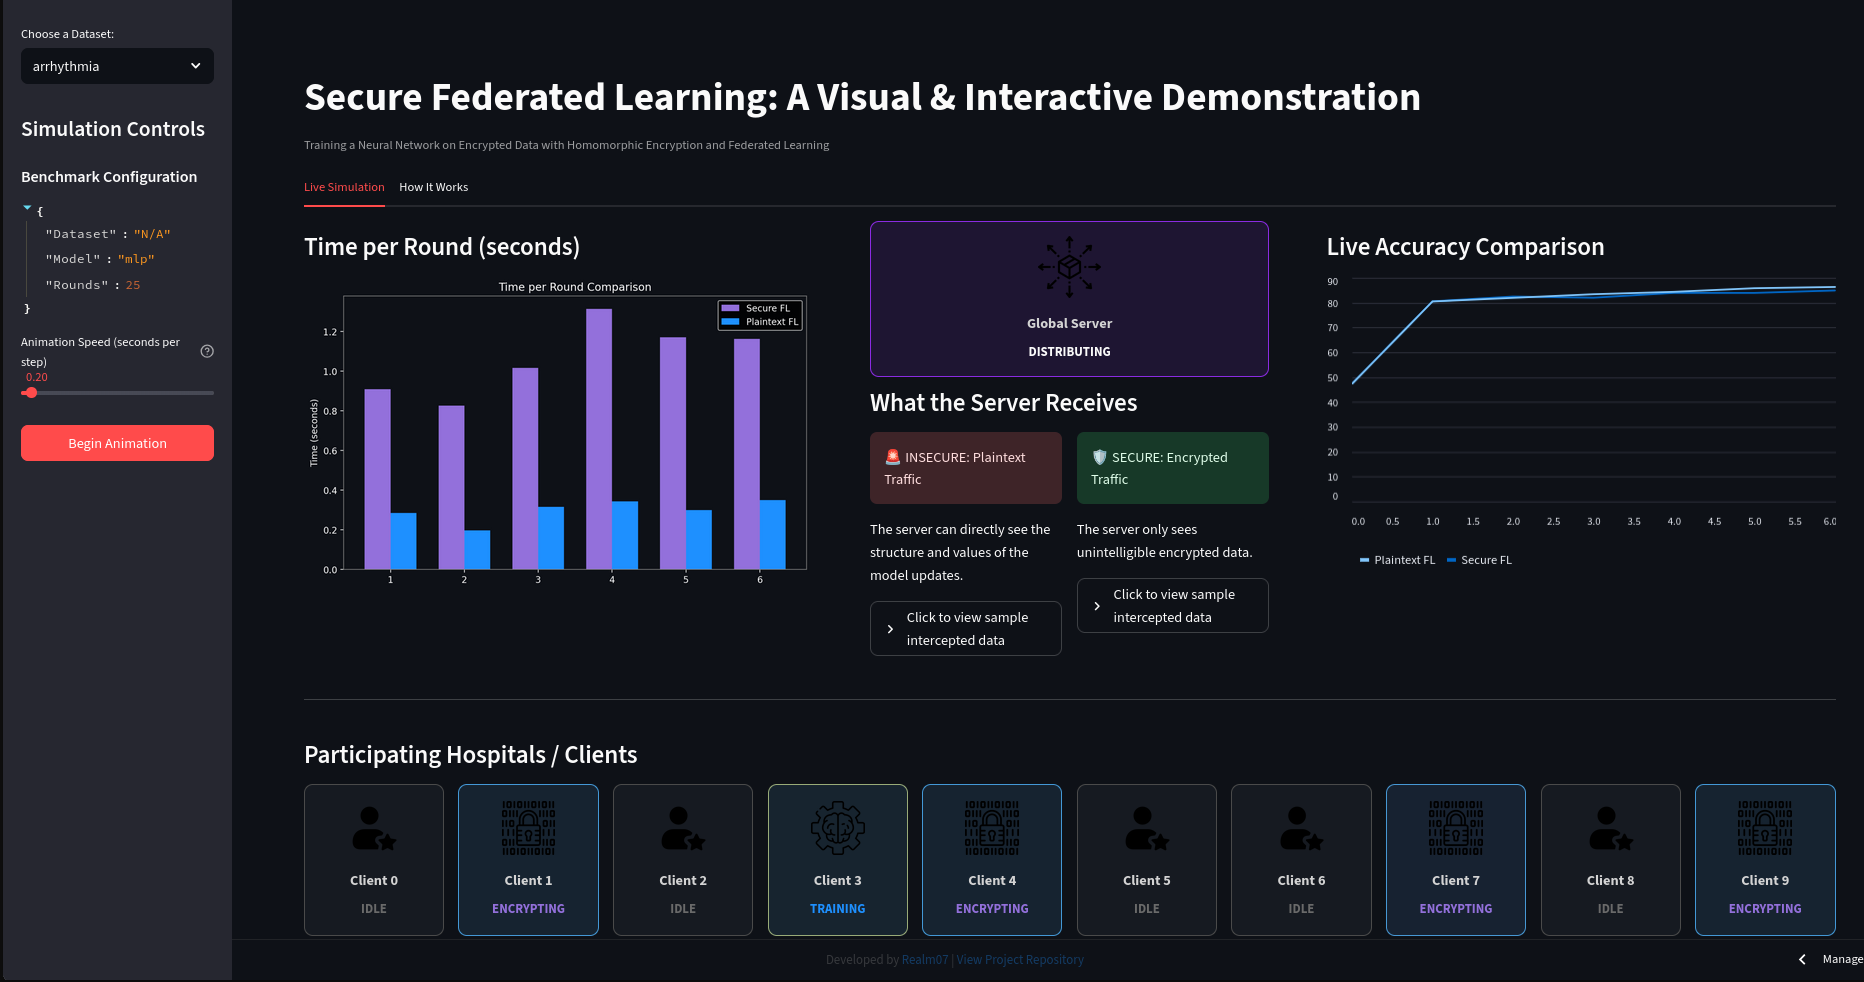 Choose a Dataset:
arrhythmia
Simulation Controls
Benchmark Configuration
{
"Dataset" : "N/A"
"Model" : "mlp"
"Rounds" : 25
}
Animation Speed (seconds per
step)
0.20
Begin Animation
Secure Federated Learning: A Visual & Interactive Demonstration
Training a Neural Network on Encrypted Data with Homomorphic Encryption and Federated Learning
Live Simulation
How It Works
Time per Round (seconds)
Time per Round Comparison
Secure FL
Plaintext FL
Time (seconds)
1.2
1.0
0.8
0.6
0.4
0.2
0.0
1 2 3 4 5 6
Global Server
DISTRIBUTING
What the Server Receives
🚨 INSECURE: Plaintext
Traffic
The server can directly see the
structure and values of the
model updates.
Click to view sample
intercepted data
🛡️ SECURE: Encrypted
Traffic
The server only sees
unintelligible encrypted data.
Click to view sample
intercepted data
Live Accuracy Comparison
90
80
70
60
50
40
30
20
10
0
0.0 0.5 1.0 1.5 2.0 2.5 3.0 3.5 4.0 4.5 5.0 5.5 6.0
Plaintext FL Secure FL
Participating Hospitals / Clients
Client 0
IDLE
Client 1
ENCRYPTING
Client 2
IDLE
Client 3
TRAINING
Client 4
ENCRYPTING
Client 5
IDLE
Client 6
IDLE
Client 7
ENCRYPTING
Client 8
IDLE
Client 9
ENCRYPTING
Developed by Realm07 | View Project Repository
Manage